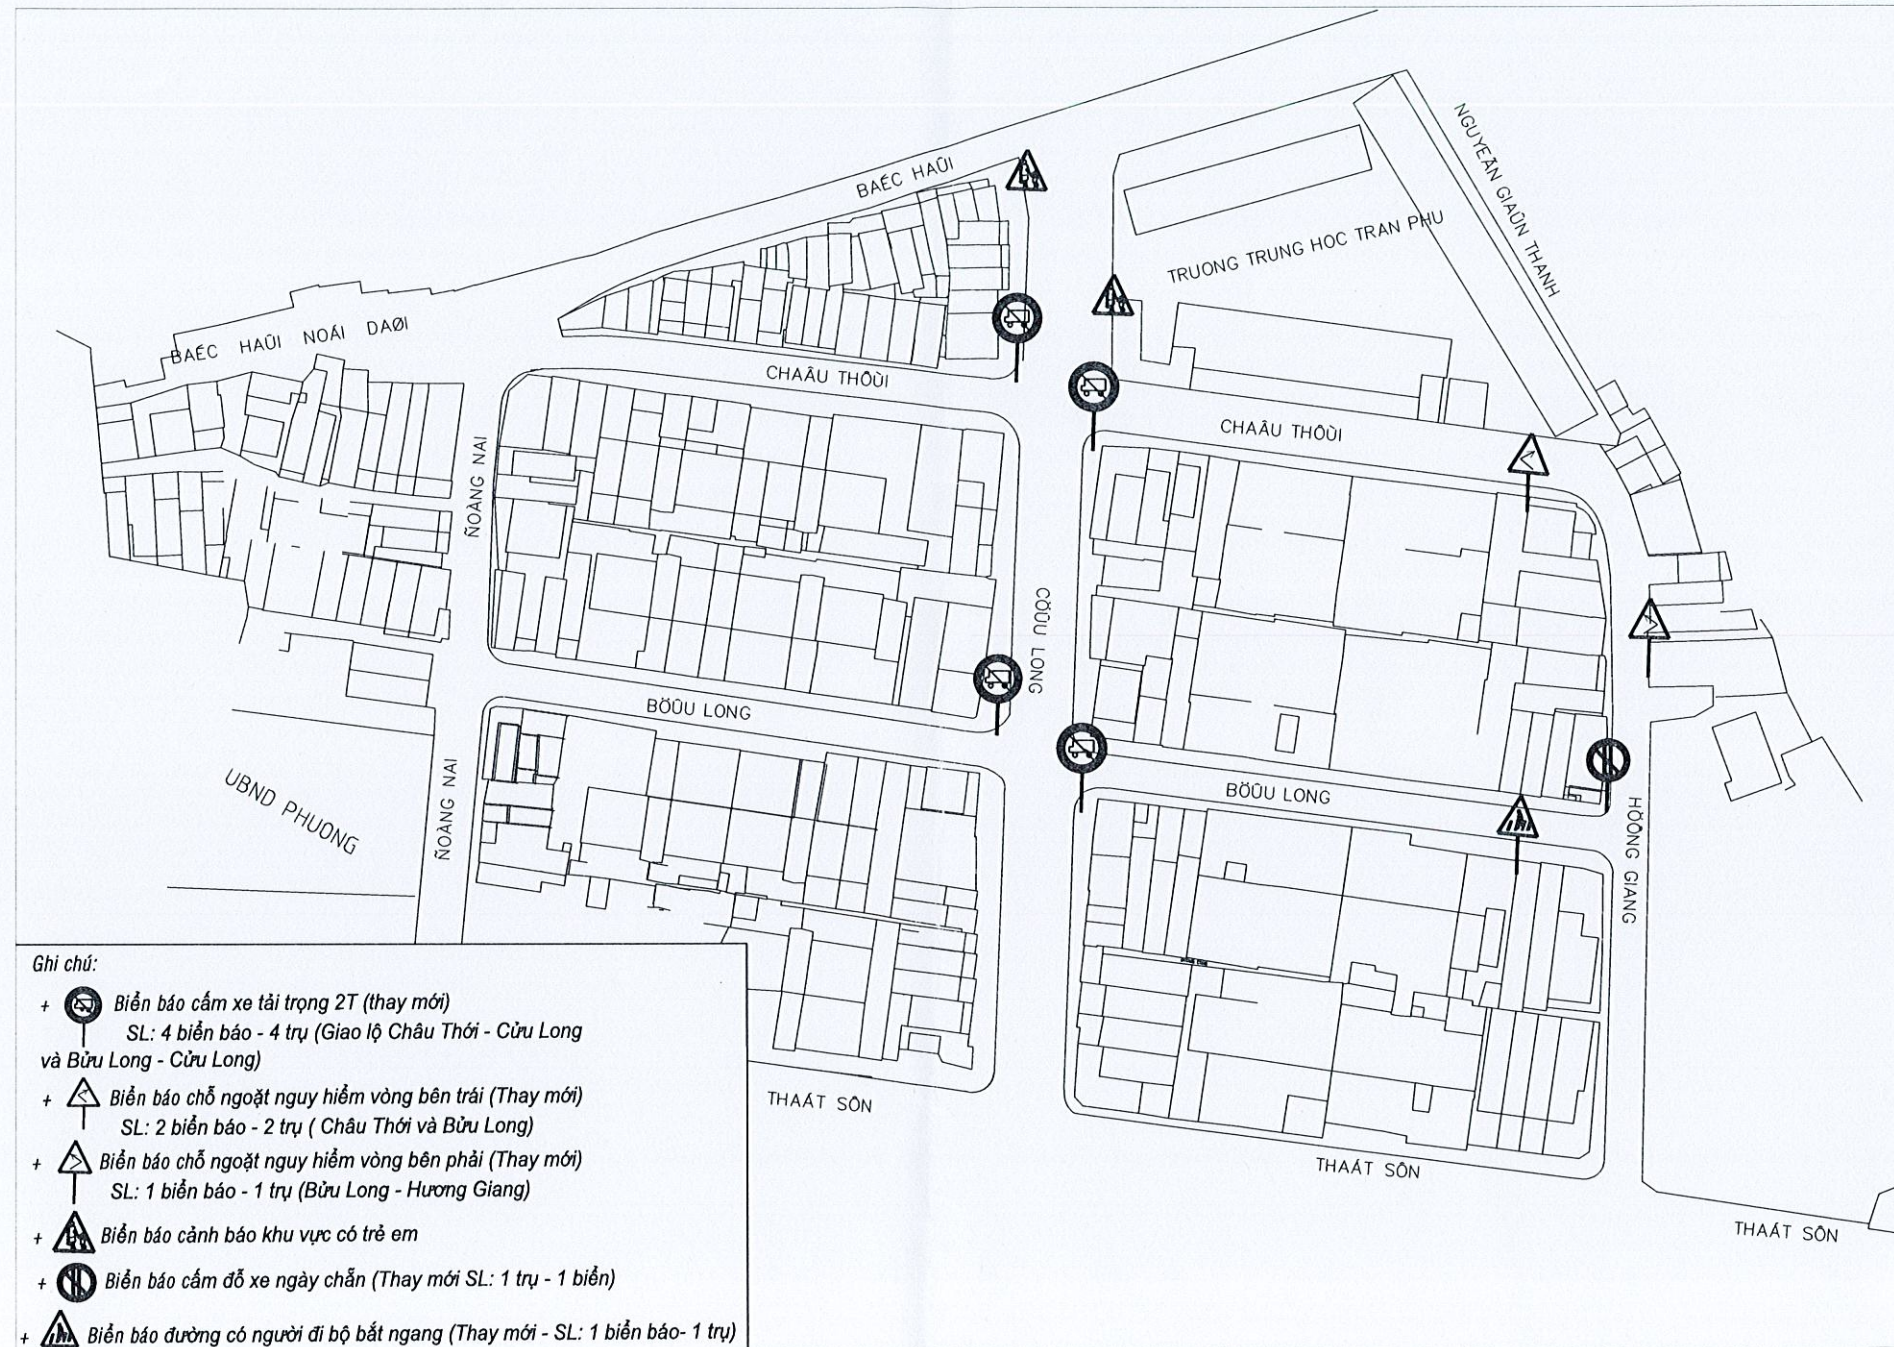 BAÉC HAÛI
NGUYEÃN GIAÛN THANH
TRUONG TRUNG HOC TRAN PHU
BAÉC HAÛI NOÁI DAØI
CHAÂU THÔÙI
CHAÂU THÔÙI
ÑOÀNG NAI
CÖÛU LONG
BÖÛU LONG
BÖÛU LONG
UBND PHUONG
ÑOÀNG NAI
HÖÔNG GIANG
THAÁT SÔN
THAÁT SÔN
THAÁT SÔN
Ghi chú:
+ Biển báo cấm xe tải trọng 2T (thay mới)
SL: 4 biển báo - 4 trụ (Giao lộ Châu Thới - Cửu Long
và Bửu Long - Cửu Long)
+ Biển báo chỗ ngoặt nguy hiểm vòng bên trái (Thay mới)
SL: 2 biển báo - 2 trụ ( Châu Thới và Bửu Long)
+ Biển báo chỗ ngoặt nguy hiểm vòng bên phải (Thay mới)
SL: 1 biển báo - 1 trụ (Bửu Long - Hương Giang)
+ Biển báo cảnh báo khu vực có trẻ em
+ Biển báo cấm đỗ xe ngày chẵn (Thay mới SL: 1 trụ - 1 biển)
+ Biển báo đường có người đi bộ bắt ngang (Thay mới - SL: 1 biển báo- 1 trụ)